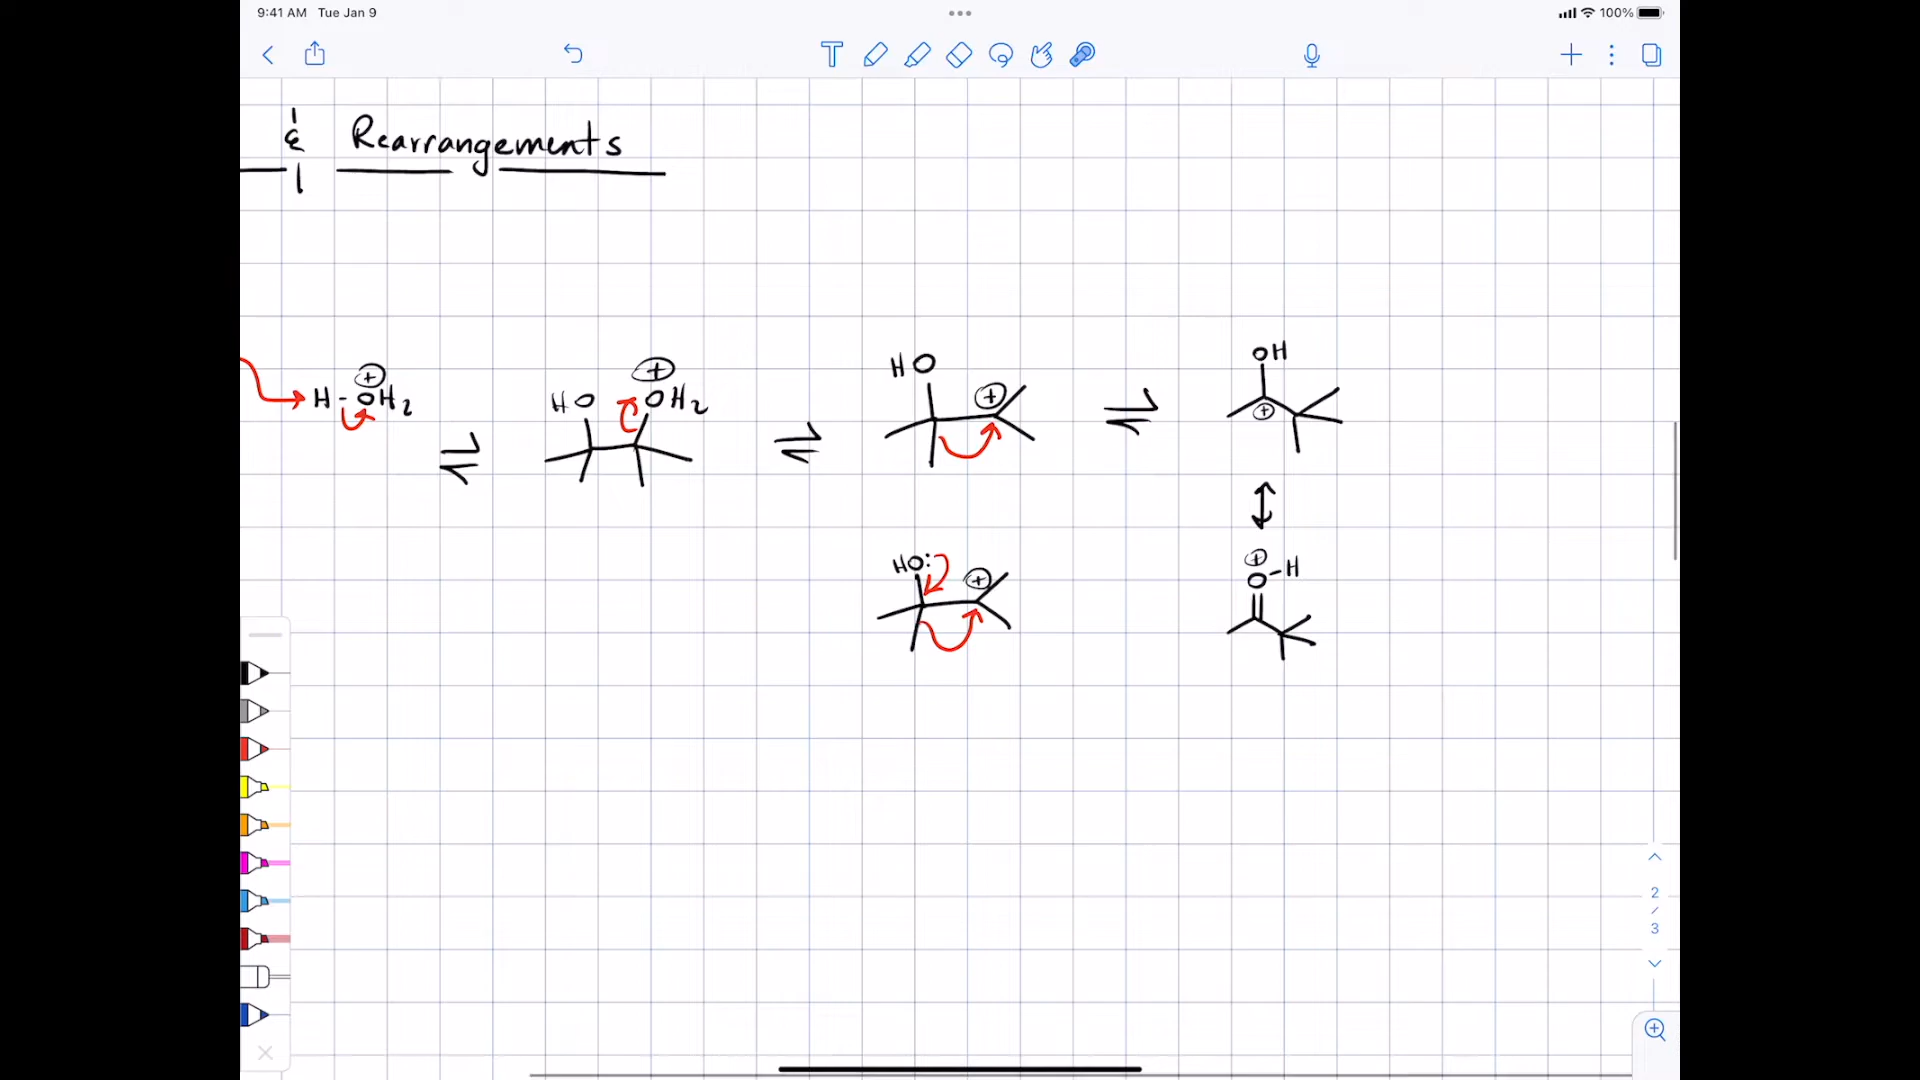 9:41 AM Tue Jan 9
100%
T
& Rearrangements
H-OH₂
⊕
HO OH₂
⊕
HO
⊕
OH
⊕
HO:
⊕
⊕
O-H
2
/
3